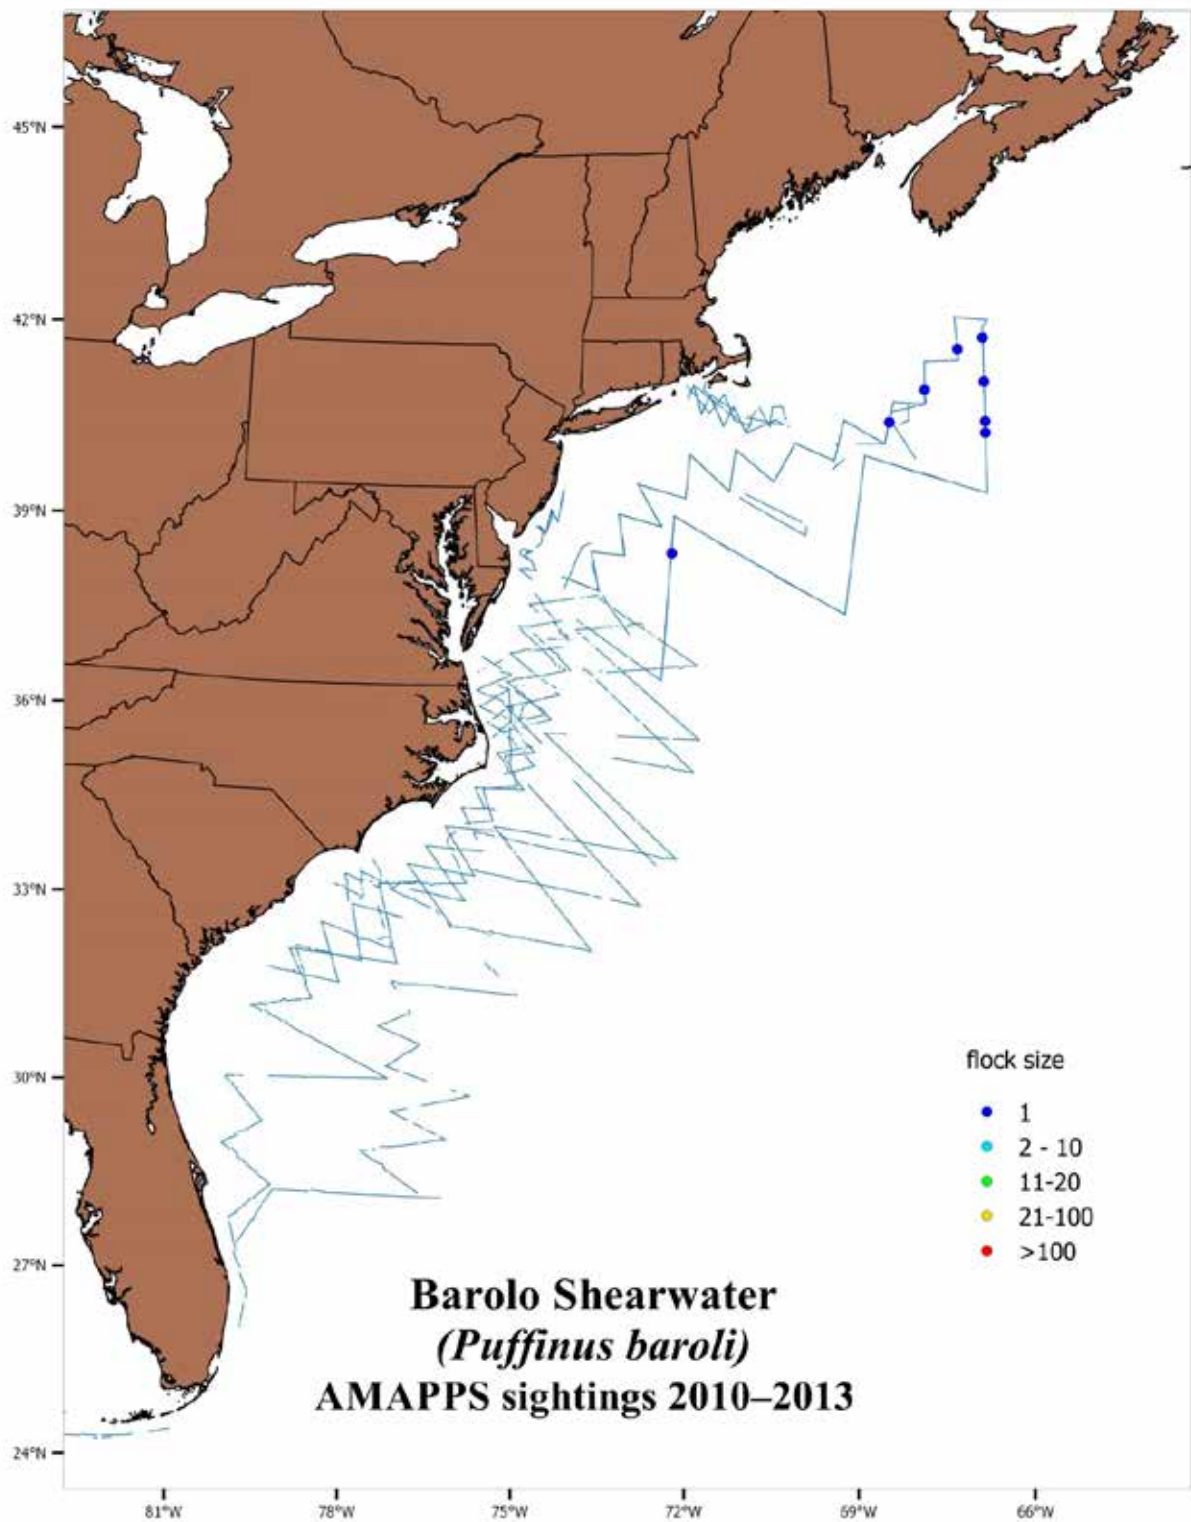 45°N
42°N
39°N
36°N
33°N
30°N
27°N
24°N
flock size
1
2 - 10
11-20
21-100
>100
Barolo Shearwater
(Puffinus baroli)
AMAPPS sightings 2010–2013
81°W
78°W
75°W
72°W
69°W
66°W